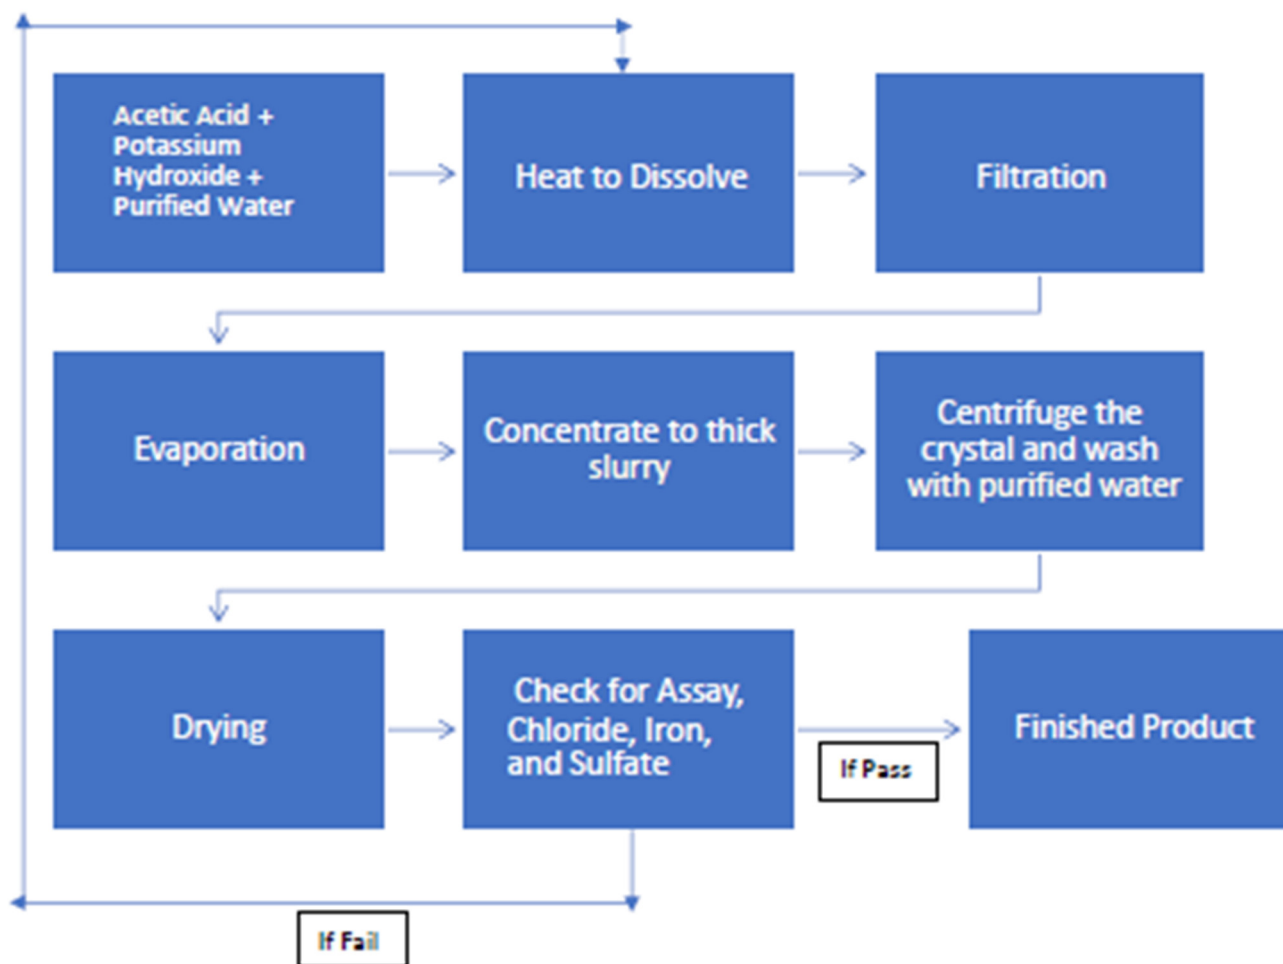 Acetic Acid +
Potassium
Hydroxide +
Purified Water
Heat to Dissolve
Filtration
Evaporation
Concentrate to thick
slurry
Centrifuge the
crystal and wash
with purified water
Drying
Check for Assay,
Chloride, Iron,
and Sulfate
If Pass
Finished Product
If Fail